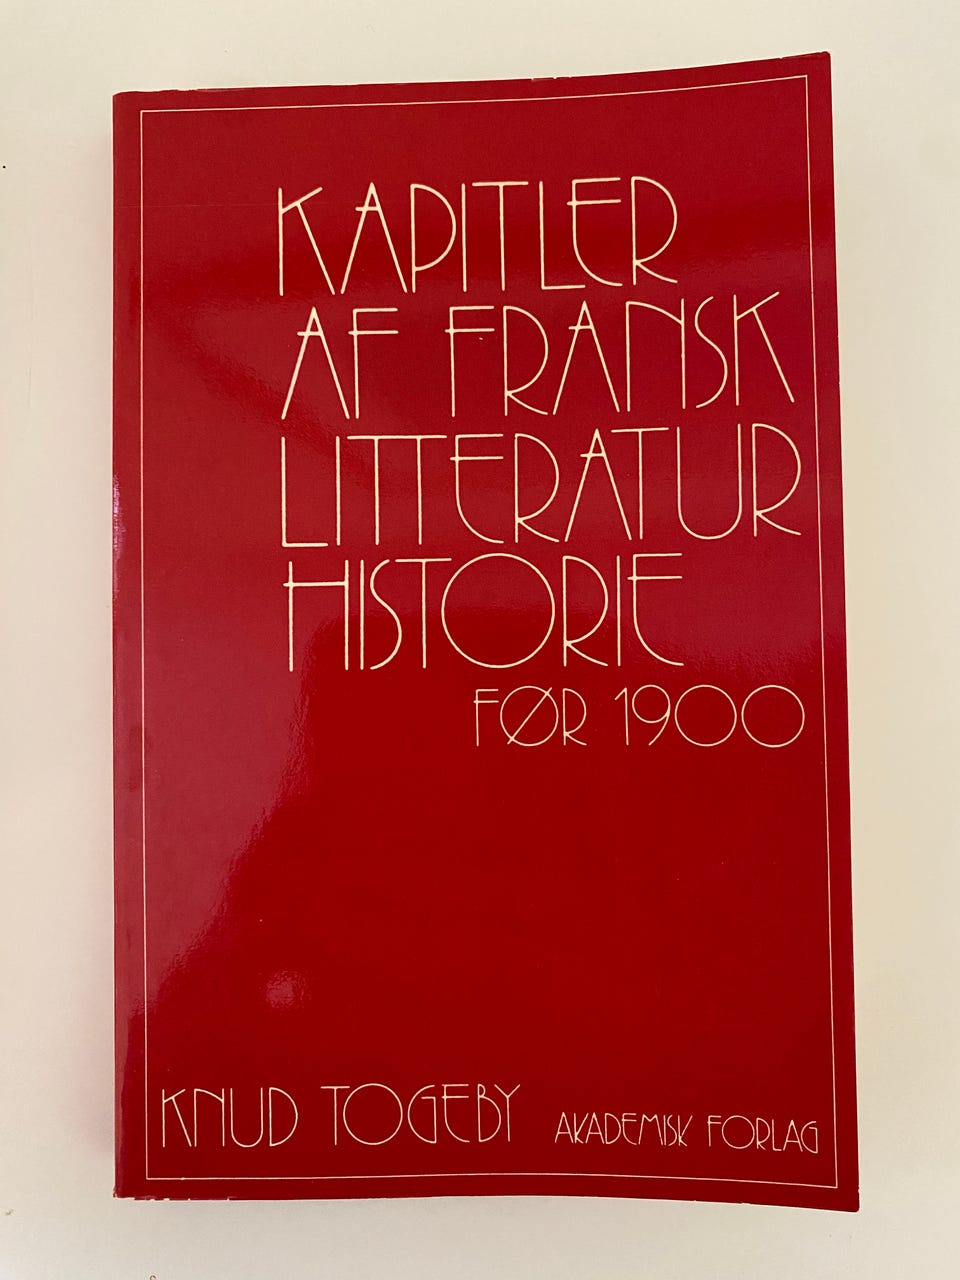 KAPITLER
AF FRANSK
LITTERATUR
HISTORIE
FØR 1900
KNUD TOGEBY
AKADEMISK FORLAG